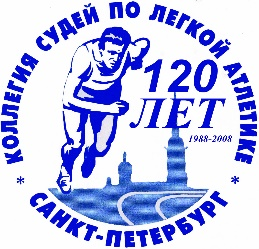 * КОЛЛЕГИЯ СУДЕЙ ПО ЛЕГКОЙ АТЛЕТИКЕ *
120
ЛЕТ
1988-2008
САНКТ-ПЕТЕРБУРГ